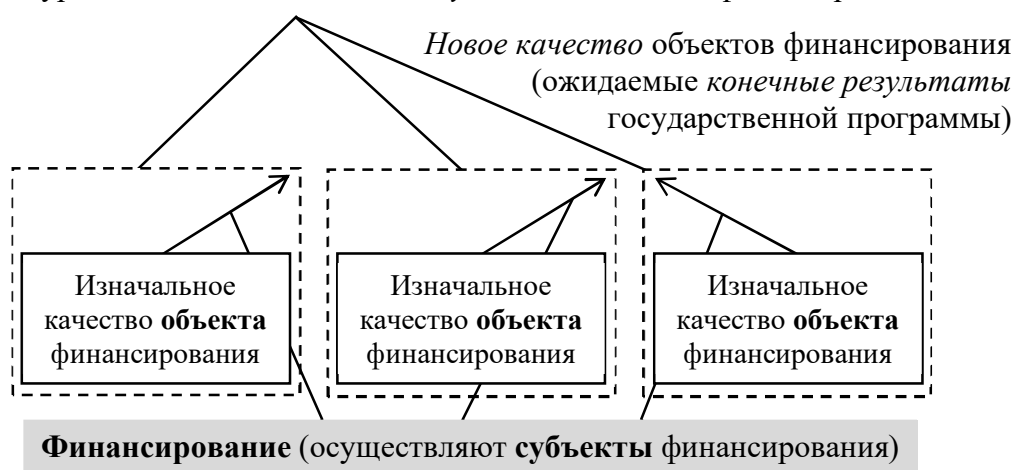 Новое качество объектов финансирования
(ожидаемые конечные результаты
государственной программы)
Изначальное
качество объекта
финансирования
Изначальное
качество объекта
финансирования
Изначальное
качество объекта
финансирования
Финансирование (осуществляют субъекты финансирования)